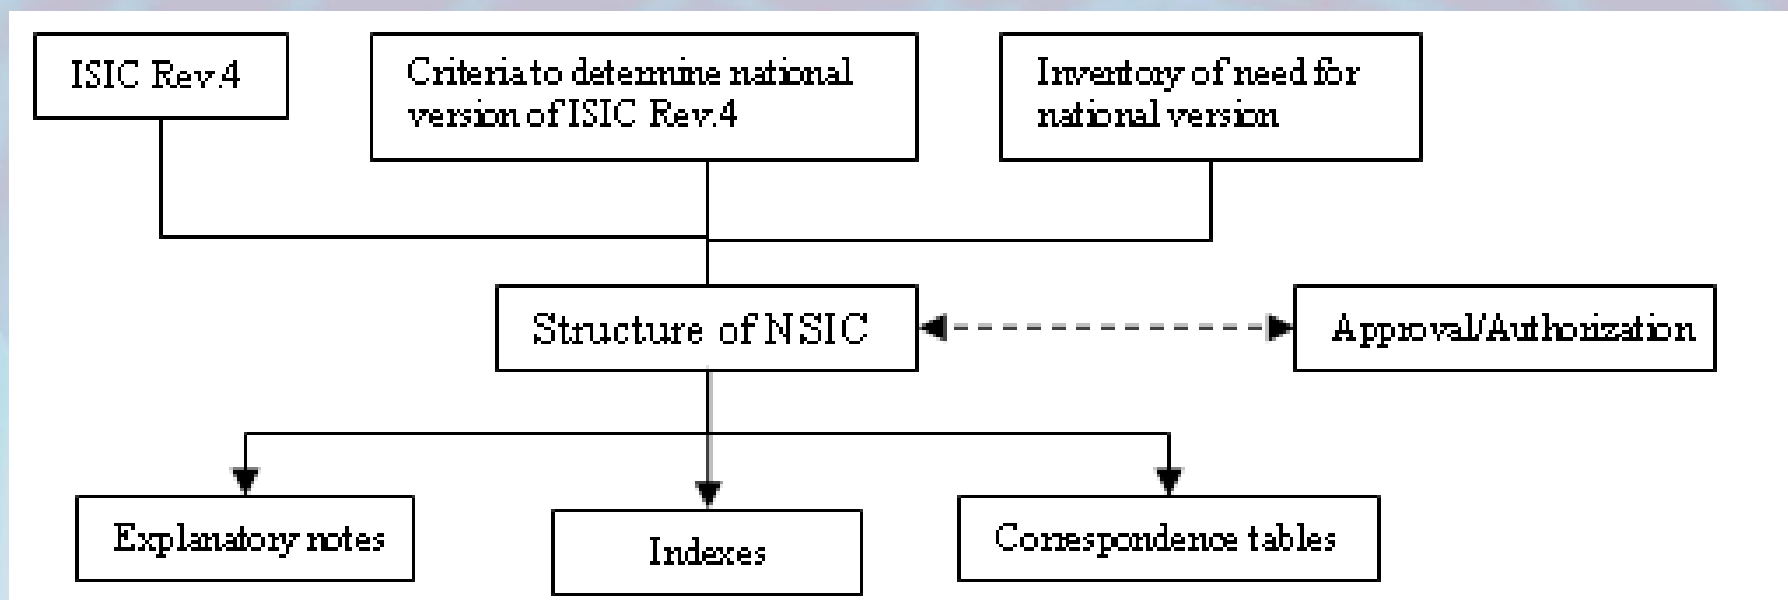 ISIC Rev.4
Criteria to determine national
version of ISIC Rev.4
Inventory of need for
national version
Structure of NSIC
Approval/Authorization
Explanatory notes
Indexes
Correspondence tables